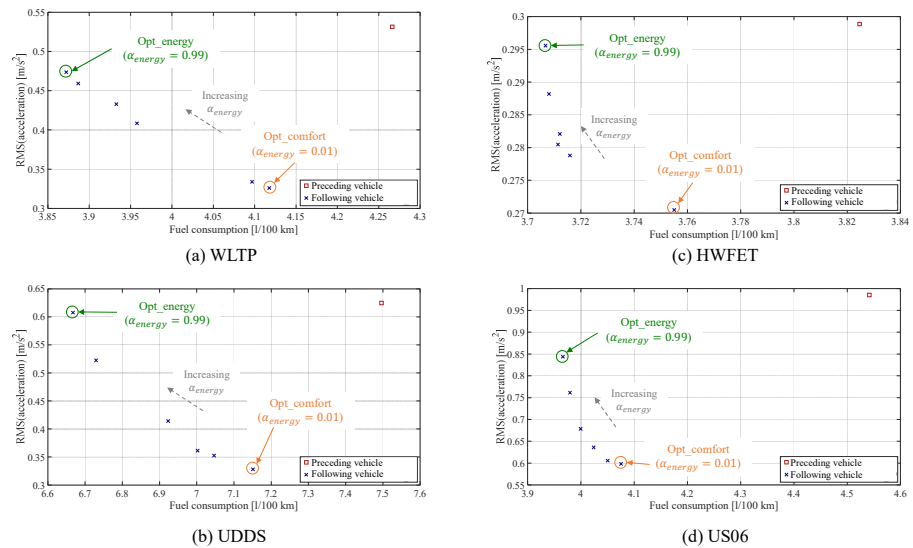 0.55
0.5
0.45
0.4
0.35
0.3
RMS(acceleration) [m/s²]
Opt_energy
(α_energy = 0.99)
Increasing
α_energy
Opt_comfort
(α_energy = 0.01)
Preceding vehicle
Following vehicle
3.85 3.9 3.95 4 4.05 4.1 4.15 4.2 4.25 4.3
Fuel consumption [l/100 km]
(a) WLTP
0.3
0.295
0.29
0.285
0.28
0.275
0.27
RMS(acceleration) [m/s²]
Opt_energy
(α_energy = 0.99)
Increasing
α_energy
Opt_comfort
(α_energy = 0.01)
Preceding vehicle
Following vehicle
3.7 3.72 3.74 3.76 3.78 3.8 3.82 3.84
Fuel consumption [l/100 km]
(c) HWFET
0.65
0.6
0.55
0.5
0.45
0.4
0.35
0.3
RMS(acceleration) [m/s²]
Opt_energy
(α_energy = 0.99)
Increasing
α_energy
Opt_comfort
(α_energy = 0.01)
Preceding vehicle
Following vehicle
6.6 6.7 6.8 6.9 7 7.1 7.2 7.3 7.4 7.5 7.6
Fuel consumption [l/100 km]
(b) UDDS
1
0.95
0.9
0.85
0.8
0.75
0.7
0.65
0.6
0.55
RMS(acceleration) [m/s²]
Opt_energy
(α_energy = 0.99)
Increasing
α_energy
Opt_comfort
(α_energy = 0.01)
Preceding vehicle
Following vehicle
3.9 4 4.1 4.2 4.3 4.4 4.5 4.6
Fuel consumption [l/100 km]
(d) US06